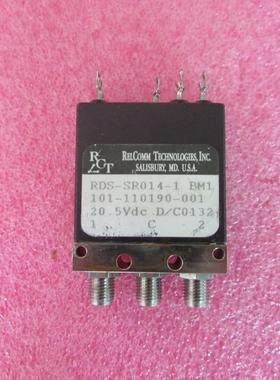 RCT
RELCOMM TECHNOLOGIES, INC.
SALISBURY, MD. U.S.A.
RDS-SR014-1 BM1
101-110190-001
20.5Vdc D/C0132
1 C 2